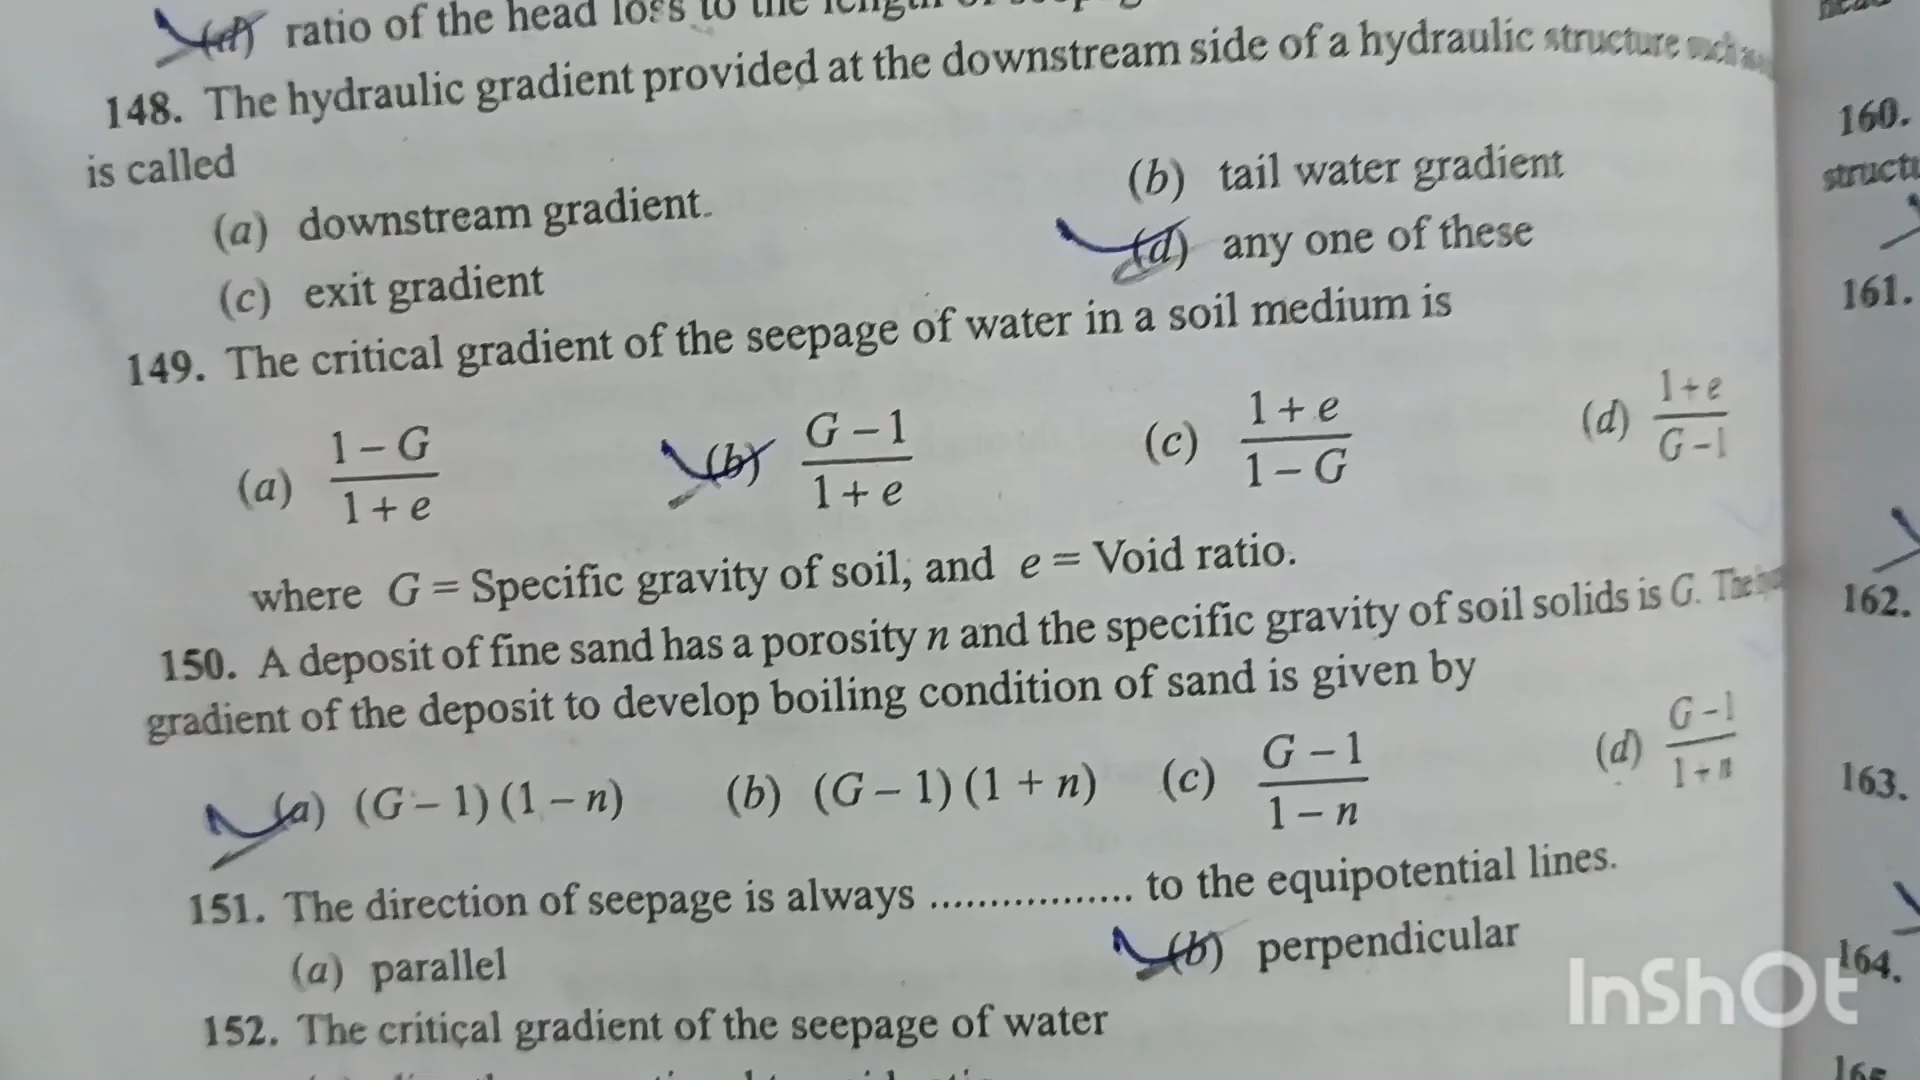 (d) ratio of the head loss to the length of
148. The hydraulic gradient provided at the downstream side of a hydraulic structure such
is called
(a) downstream gradient. (b) tail water gradient
(c) exit gradient (d) any one of these
149. The critical gradient of the seepage of water in a soil medium is
(a) 1 – G / 1 + e (b) G – 1 / 1 + e (c) 1 + e / 1 – G (d) 1 + e / G – 1
where G = Specific gravity of soil, and e = Void ratio.
150. A deposit of fine sand has a porosity n and the specific gravity of soil solids is G. The
gradient of the deposit to develop boiling condition of sand is given by
(a) (G – 1) (1 – n) (b) (G – 1) (1 + n) (c) G – 1 / 1 – n (d) G – 1 / 1 + n
151. The direction of seepage is always ................. to the equipotential lines.
(a) parallel (b) perpendicular
152. The critical gradient of the seepage of water
160.
161.
162.
163.
164.
InShOt